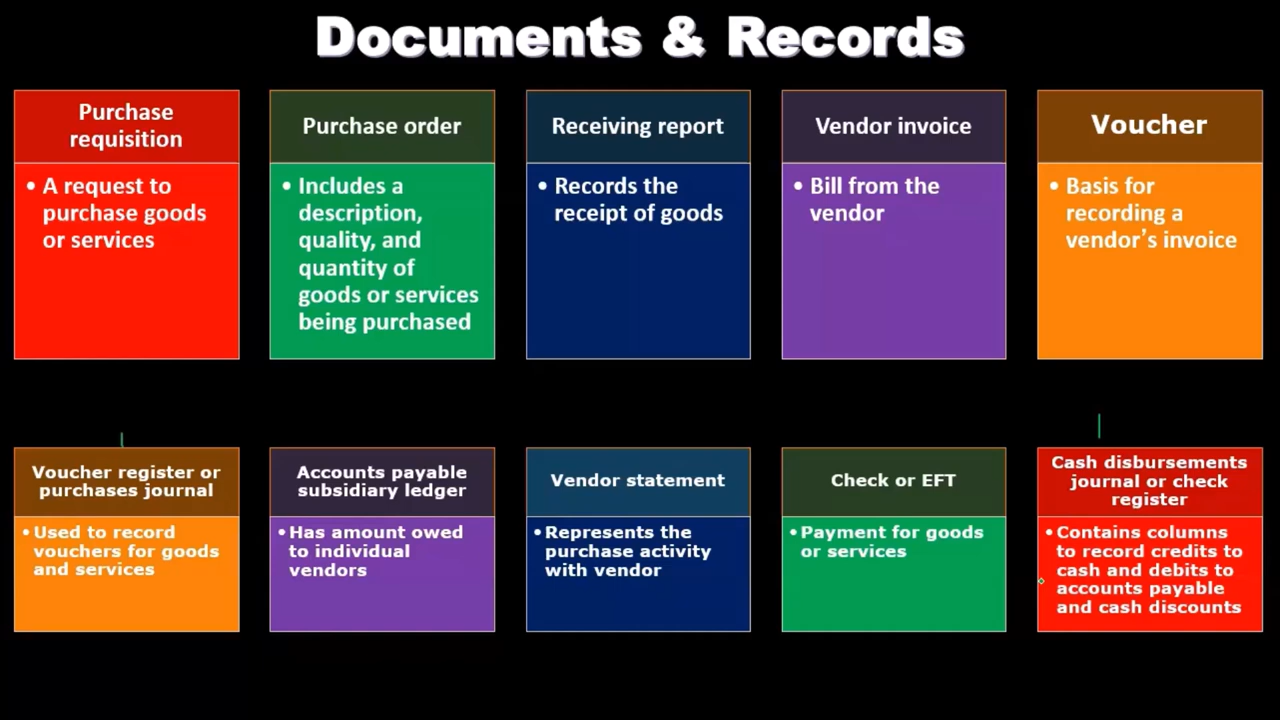 Documents & Records
Purchase
requisition
• A request to
purchase goods
or services
Purchase order
• Includes a
description,
quality, and
quantity of
goods or services
being purchased
Receiving report
• Records the
receipt of goods
Vendor invoice
• Bill from the
vendor
Voucher
• Basis for
recording a
vendor’s invoice
Voucher register or
purchases journal
• Used to record
vouchers for goods
and services
Accounts payable
subsidiary ledger
• Has amount owed
to individual
vendors
Vendor statement
• Represents the
purchase activity
with vendor
Check or EFT
• Payment for goods
or services
Cash disbursements
journal or check
register
• Contains columns
to record credits to
cash and debits to
accounts payable
and cash discounts